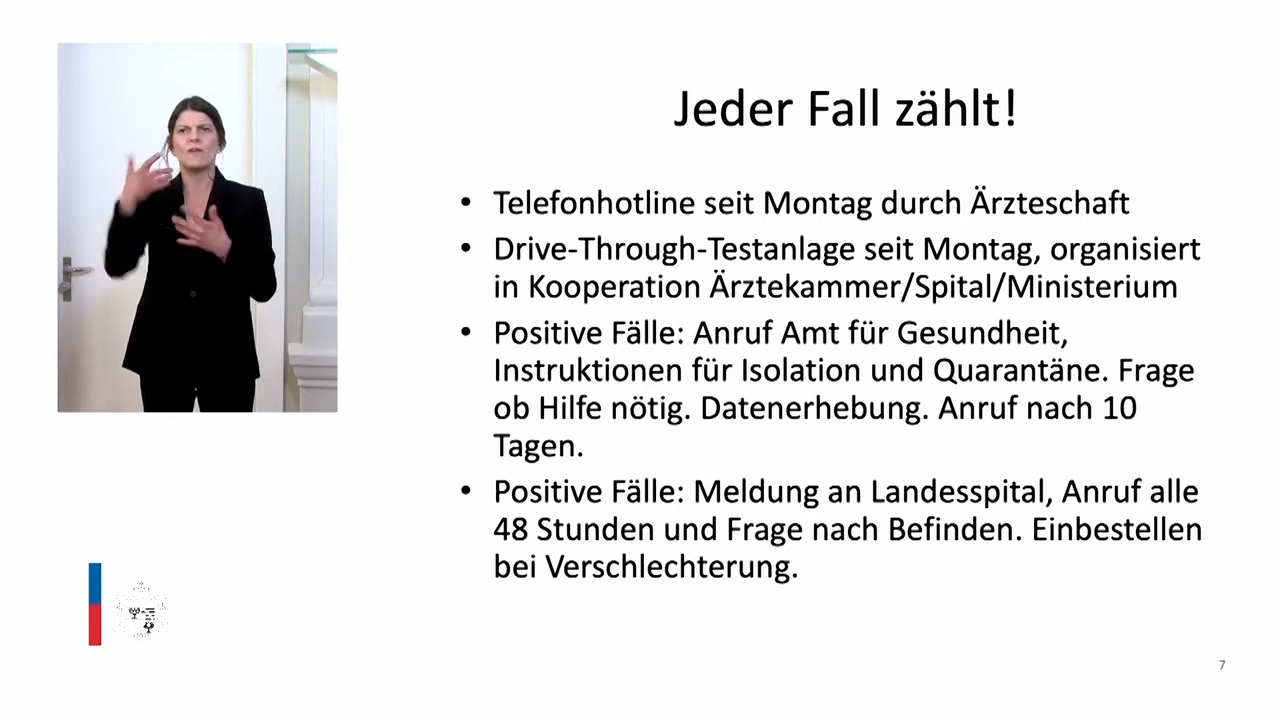 Jeder Fall zählt!
• Telefonhotline seit Montag durch Ärzteschaft
• Drive-Through-Testanlage seit Montag, organisiert
in Kooperation Ärztekammer/Spital/Ministerium
• Positive Fälle: Anruf Amt für Gesundheit,
Instruktionen für Isolation und Quarantäne. Frage
ob Hilfe nötig. Datenerhebung. Anruf nach 10
Tagen.
• Positive Fälle: Meldung an Landesspital, Anruf alle
48 Stunden und Frage nach Befinden. Einbestellen
bei Verschlechterung.
7